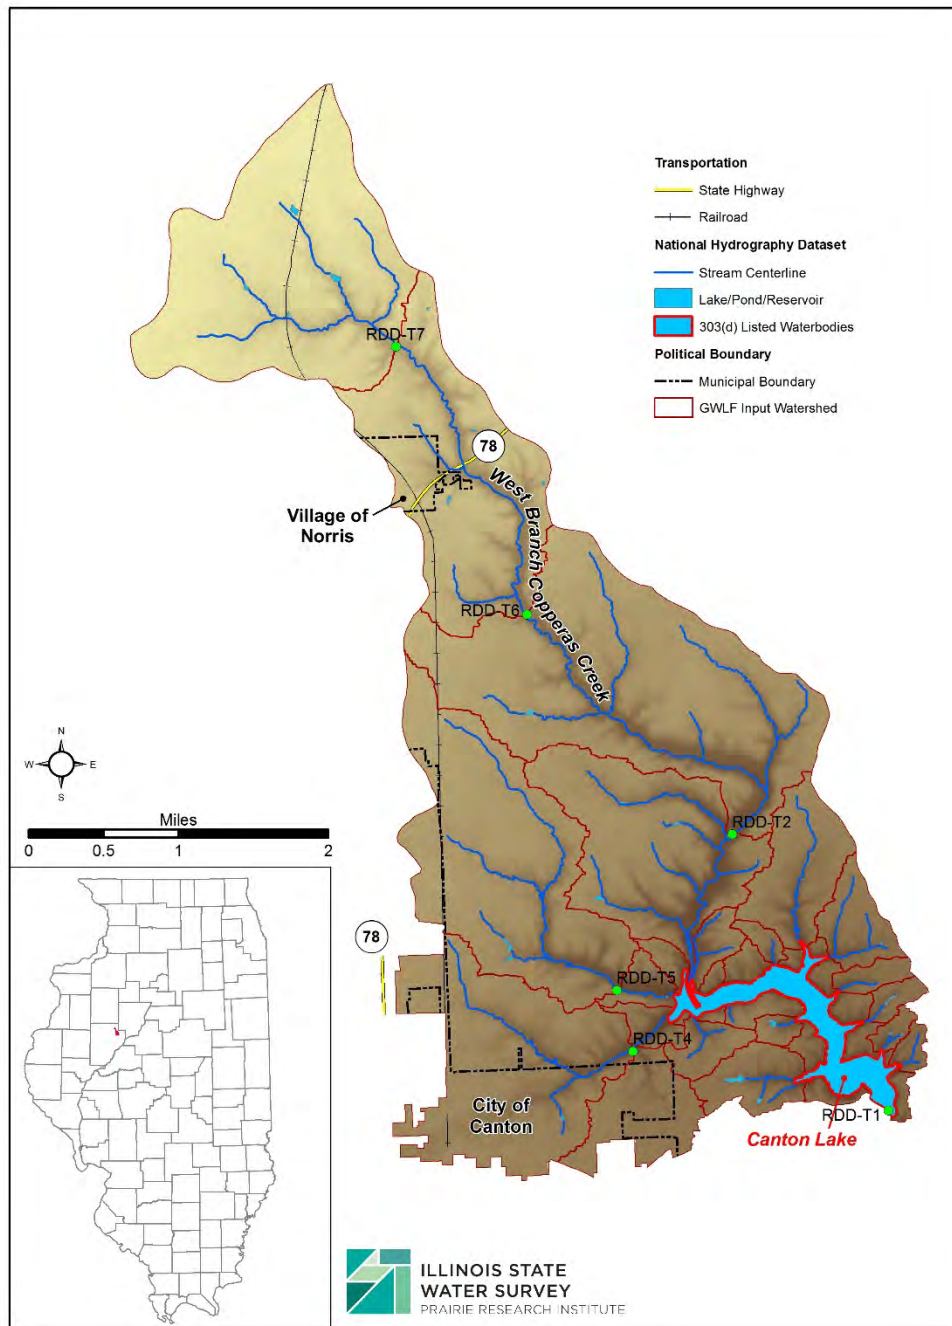 Transportation
State Highway
Railroad
National Hydrography Dataset
Stream Centerline
Lake/Pond/Reservoir
303(d) Listed Waterbodies
Political Boundary
Municipal Boundary
GWLF Input Watershed
RDD-T7
78
West Branch Copperas Creek
Village of
Norris
RDD-T6
N
W
E
S
Miles
0
0.5
1
2
RDD-T2
78
RDD-T5
RDD-T4
City of
Canton
RDD-T1
Canton Lake
ILLINOIS STATE
WATER SURVEY
PRAIRIE RESEARCH INSTITUTE